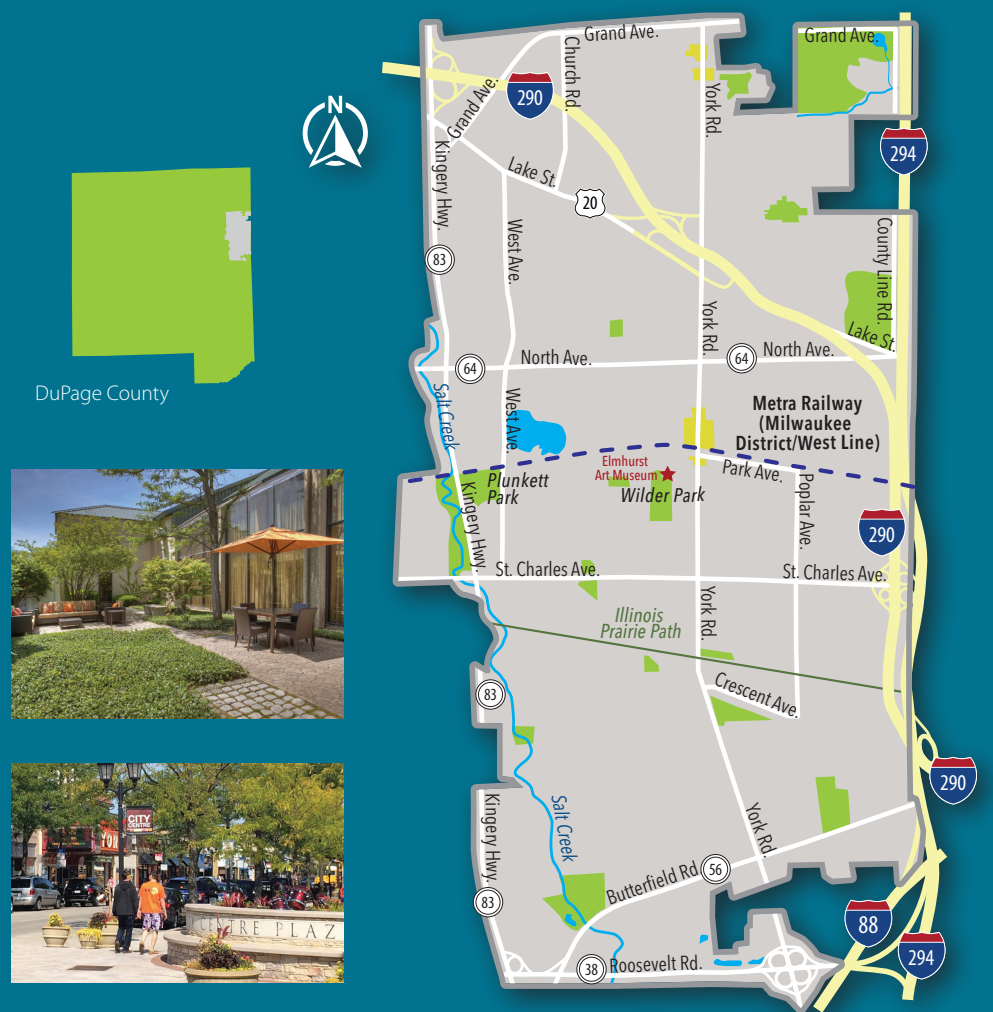 Grand Ave.
Grand Ave.
Church Rd.
York Rd.
Grand Ave.
290
294
N
Kingery Hwy.
Lake St.
20
West Ave.
83
County Line Rd.
York Rd.
Lake St.
64
North Ave.
64
North Ave.
DuPage County
Salt Creek
West Ave.
Metra Railway
(Milwaukee
District/West Line)
Elmhurst
Art Museum
Park Ave.
Plunkett
Park
Wilder Park
Kingery Hwy.
Poplar Ave.
290
St. Charles Ave.
St. Charles Ave.
York Rd.
Illinois
Prairie Path
83
Crescent Ave.
290
Kingery Hwy.
Salt Creek
York Rd.
CITY
CENTRE
YOR
Butterfield Rd.
56
83
88
CENTRE PLAZ
294
38
Roosevelt Rd.